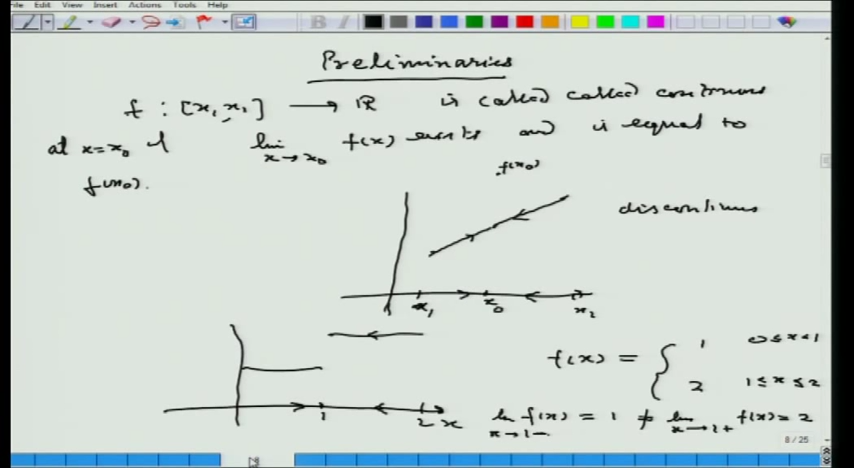 File Edit View Insert Actions Tools Help
Preliminaries
f : [x₁, x₁] → ℝ is called called continuous
at x=x₀ if lim x→x₀ f(x) exists and is equal to
f(x₀).
f(x₀)
discontinus
x₁ x₀ x₂
f(x) = { 1 0≤x<1
2 1≤x≤2
1 2 x
lim x→1- f(x) = 1 ≠ lim x→1+ f(x) = 2
8 / 25